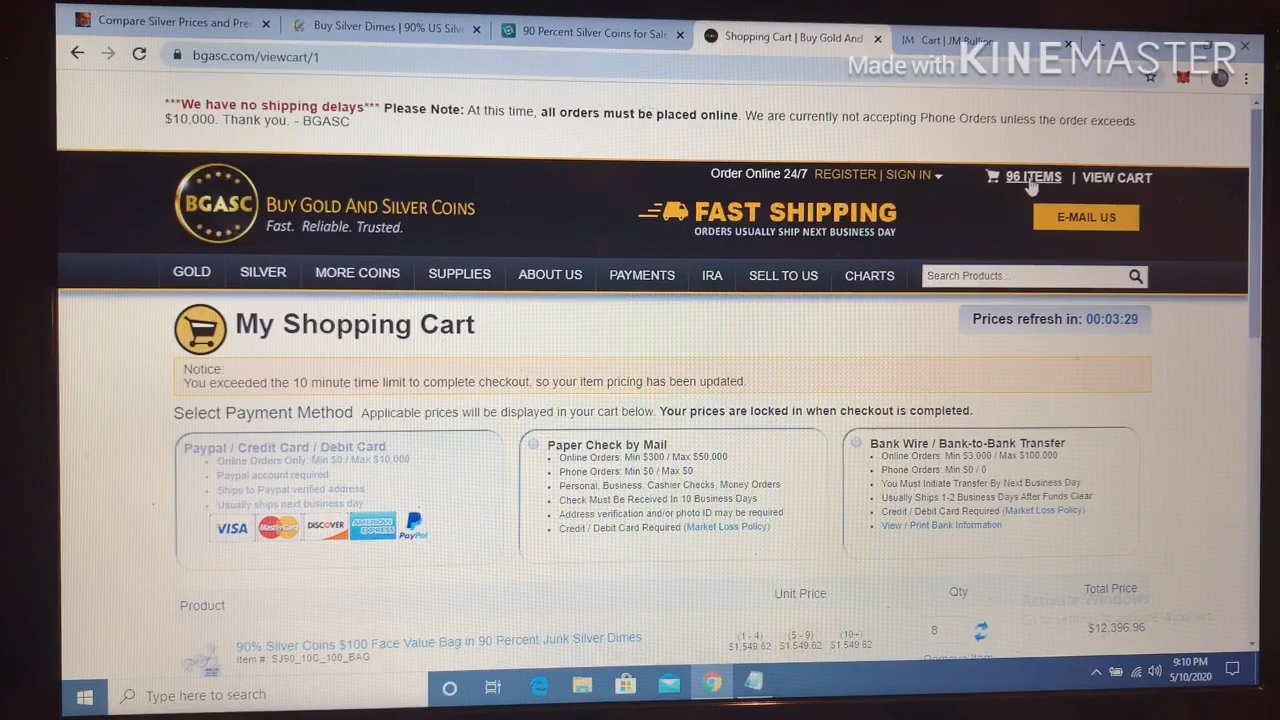 Compare Silver Prices and Pre
Buy Silver Dimes | 90% US Silv
90 Percent Silver Coins for Sale
Shopping Cart | Buy Gold And
JM Cart | JM Bullion
Made with KINEMASTER
bgasc.com/viewcart/1
***We have no shipping delays*** Please Note: At this time, all orders must be placed online. We are currently not accepting Phone Orders unless the order exceeds
$10,000. Thank you. - BGASC
Order Online 24/7 REGISTER | SIGN IN
96 ITEMS | VIEW CART
BGASC
BUY GOLD AND SILVER COINS
Fast. Reliable. Trusted.
FAST SHIPPING
ORDERS USUALLY SHIP NEXT BUSINESS DAY
E-MAIL US
GOLD SILVER MORE COINS SUPPLIES ABOUT US PAYMENTS IRA SELL TO US CHARTS Search Products...
My Shopping Cart
Prices refresh in: 00:03:29
Notice:
You exceeded the 10 minute time limit to complete checkout, so your item pricing has been updated.
Select Payment Method Applicable prices will be displayed in your cart below. Your prices are locked in when checkout is completed.
Paypal / Credit Card / Debit Card
Online Orders Only: Min $0 / Max $10,000
Paypal account required
Ships to Paypal verified address
Usually ships next business day
VISA MasterCard DISCOVER AMERICAN EXPRESS PayPal
Paper Check by Mail
Online Orders: Min $300 / Max $50,000
Phone Orders: Min $0 / Max $0
Personal, Business, Cashier Checks, Money Orders
Check Must Be Received In 10 Business Days
Address verification and/or photo ID may be required
Credit / Debit Card Required (Market Loss Policy)
Bank Wire / Bank-to-Bank Transfer
Online Orders Min $3,000 / Max $100,000
Phone Orders: Min $0 / 0
You Must Initiate Transfer By Next Business Day
Usually Ships 1-2 Business Days After Funds Clear
Credit / Debit Card Required (Market Loss Policy)
View / Print Bank Information
Product Unit Price Qty Total Price
Activate Windows
90% Silver Coins $100 Face Value Bag in 90 Percent Junk Silver Dimes
Item #: SJ90_10C_100_BAG
(1 - 4) (5 - 9) (10+)
$1,549.62 $1,549.62 $1,549.62
8
$12,396.96
Remove Item
Type here to search
9:10 PM
5/10/2020